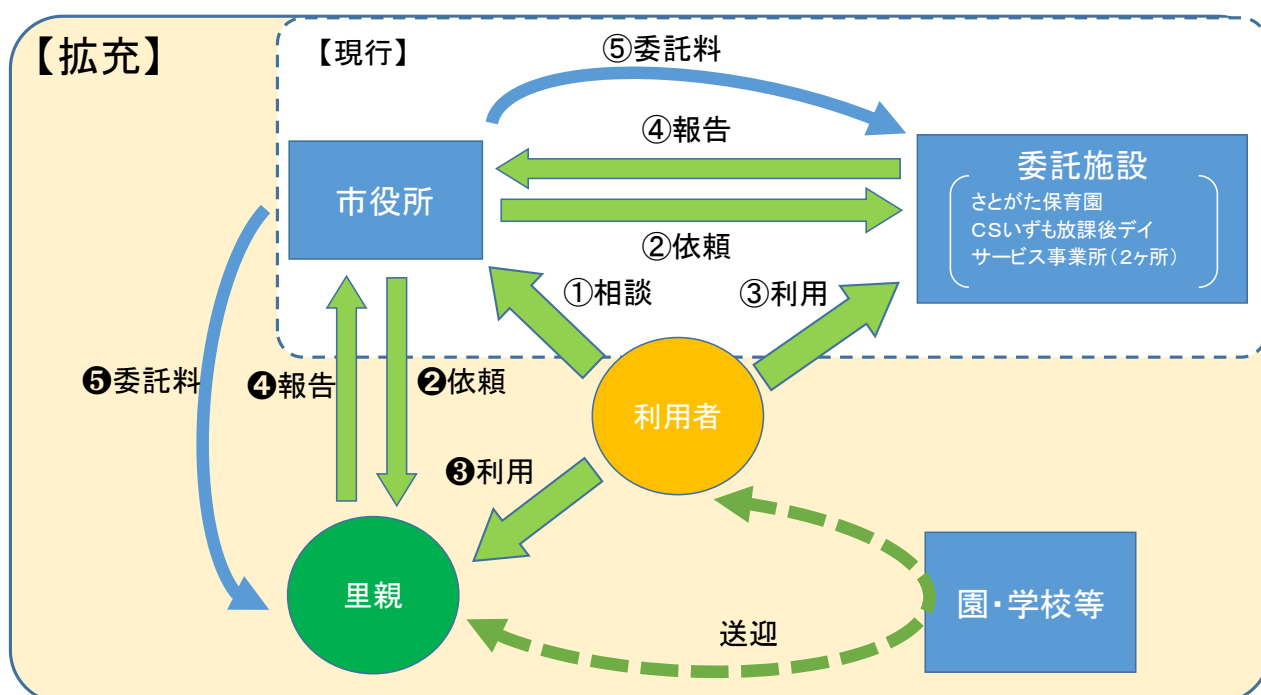 【拡充】
【現行】
⑤委託料
④報告
市役所
委託施設
さとがた保育園
CSいずも放課後デイ
サービス事業所(2ヶ所)
②依頼
①相談
③利用
❺委託料
❹報告
❷依頼
利用者
❸利用
里親
園・学校等
送迎